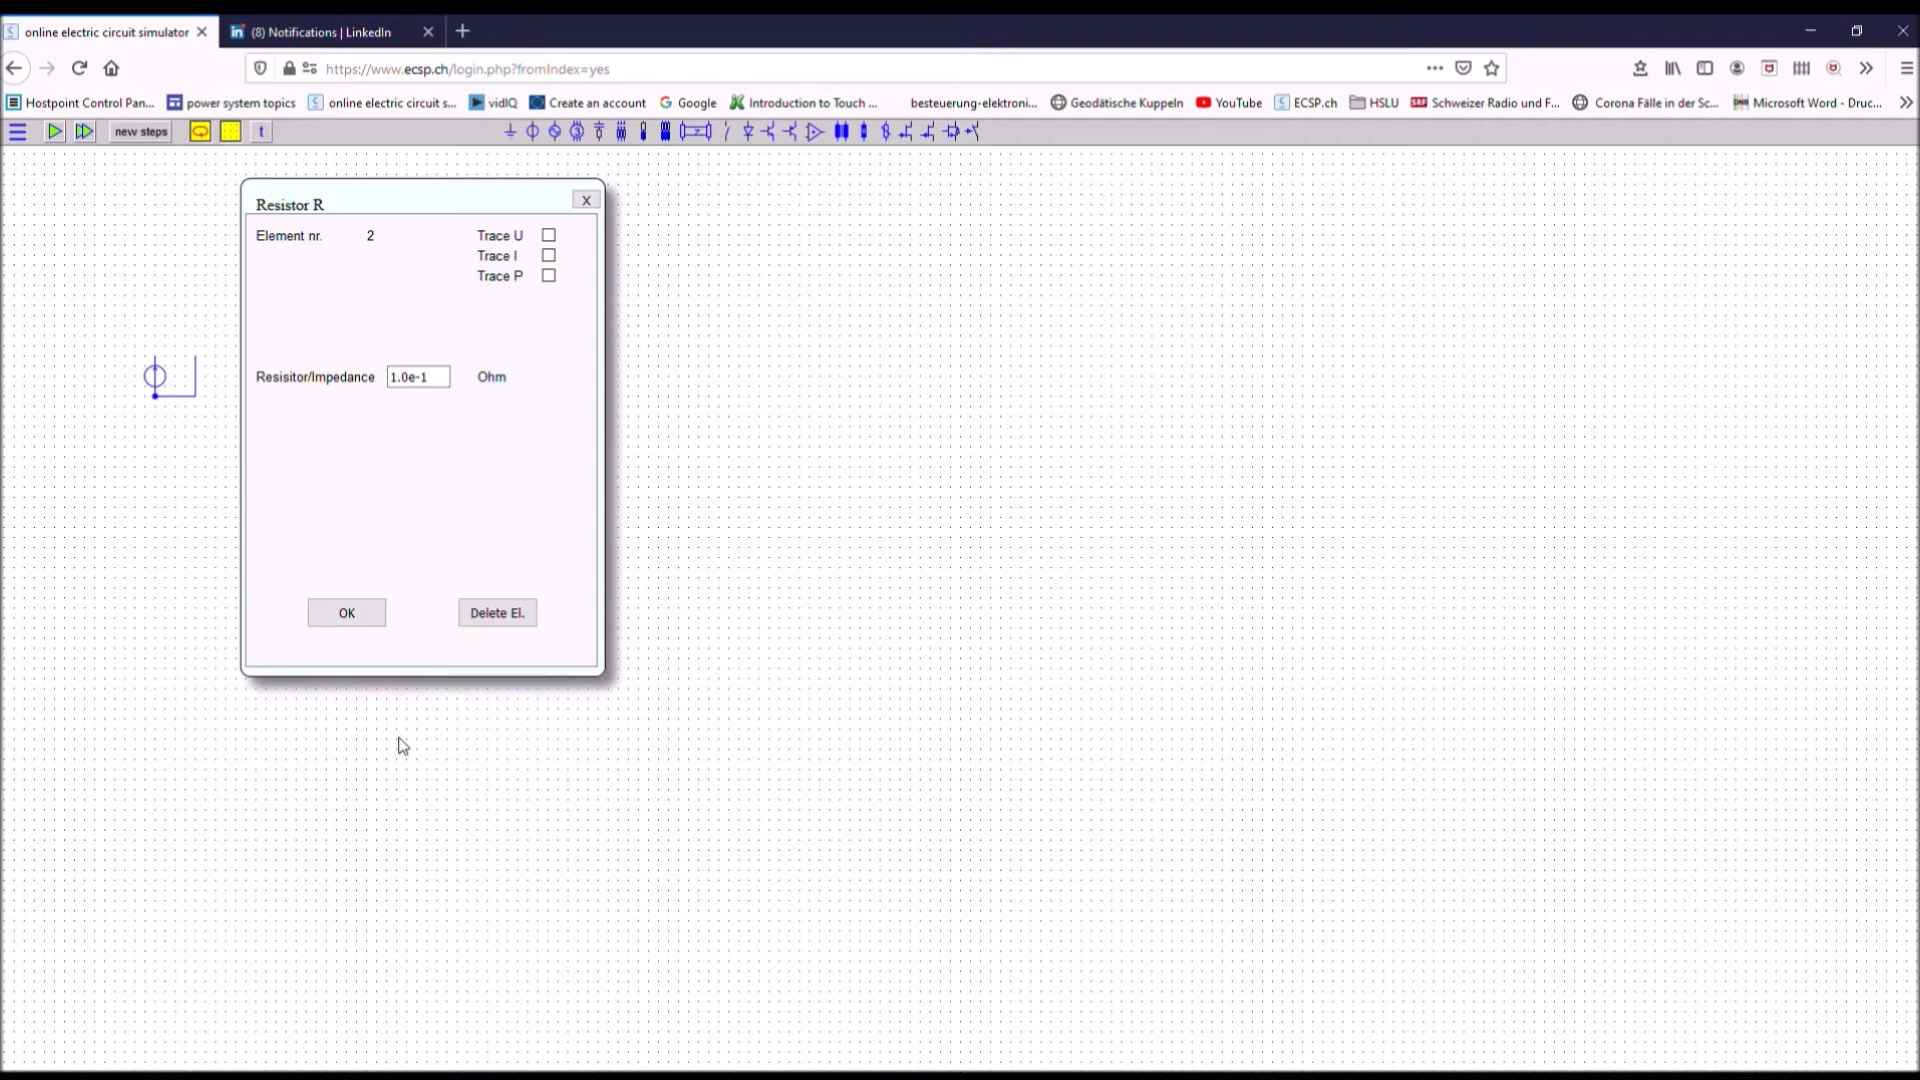 online electric circuit simulator
(8) Notifications | LinkedIn
https://www.ecsp.ch/login.php?fromIndex=yes
Hostpoint Control Pan... power system topics online electric circuit s... vidIQ Create an account Google Introduction to Touch ... besteuerung-elektroni... Geodätische Kuppeln YouTube ECSP.ch HSLU Schweizer Radio und F... Corona Fälle in der Sc... Microsoft Word - Druc...
new steps t
Resistor R X
Element nr. 2 Trace U
Trace I
Trace P
Resisitor/Impedance 1.0e-1 Ohm
OK Delete El.